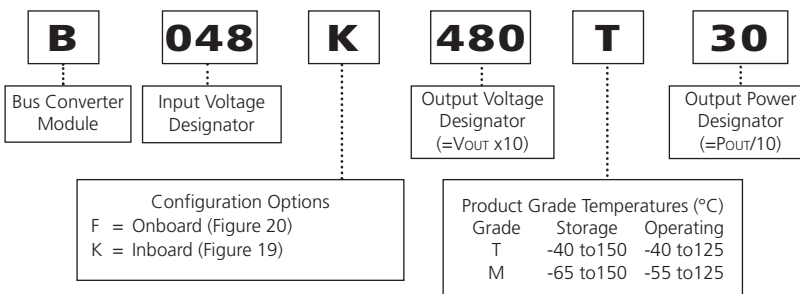 B 048 K 480 T 30
Bus Converter
Module
Input Voltage
Designator
Output Voltage
Designator
(=VOUT x10)
Output Power
Designator
(=POUT/10)
Configuration Options
F = Onboard (Figure 20)
K = Inboard (Figure 19)
Product Grade Temperatures (°C)
Grade Storage Operating
T -40 to150 -40 to125
M -65 to150 -55 to125